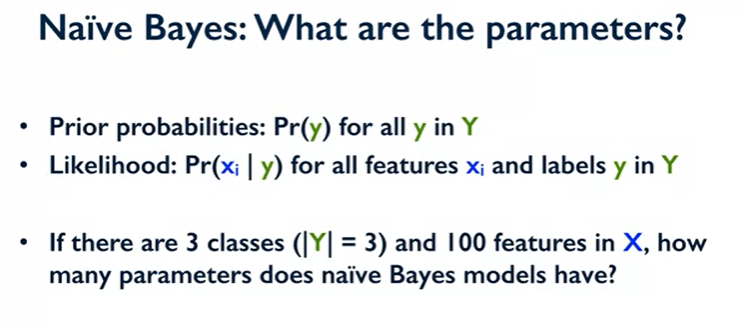 Naïve Bayes: What are the parameters?
• Prior probabilities: Pr(y) for all y in Y
• Likelihood: Pr(xi | y) for all features xi and labels y in Y
• If there are 3 classes (|Y| = 3) and 100 features in X, how
many parameters does naïve Bayes models have?